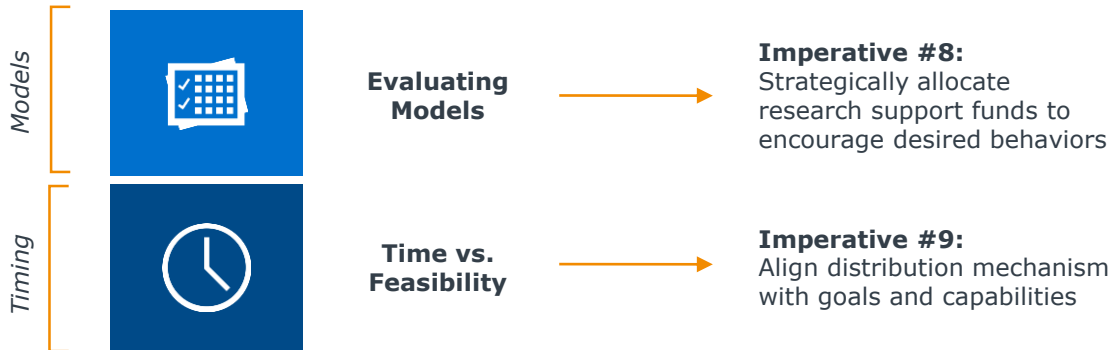 Models
Evaluating
Models
Imperative #8:
Strategically allocate
research support funds to
encourage desired behaviors
Timing
Time vs.
Feasibility
Imperative #9:
Align distribution mechanism
with goals and capabilities